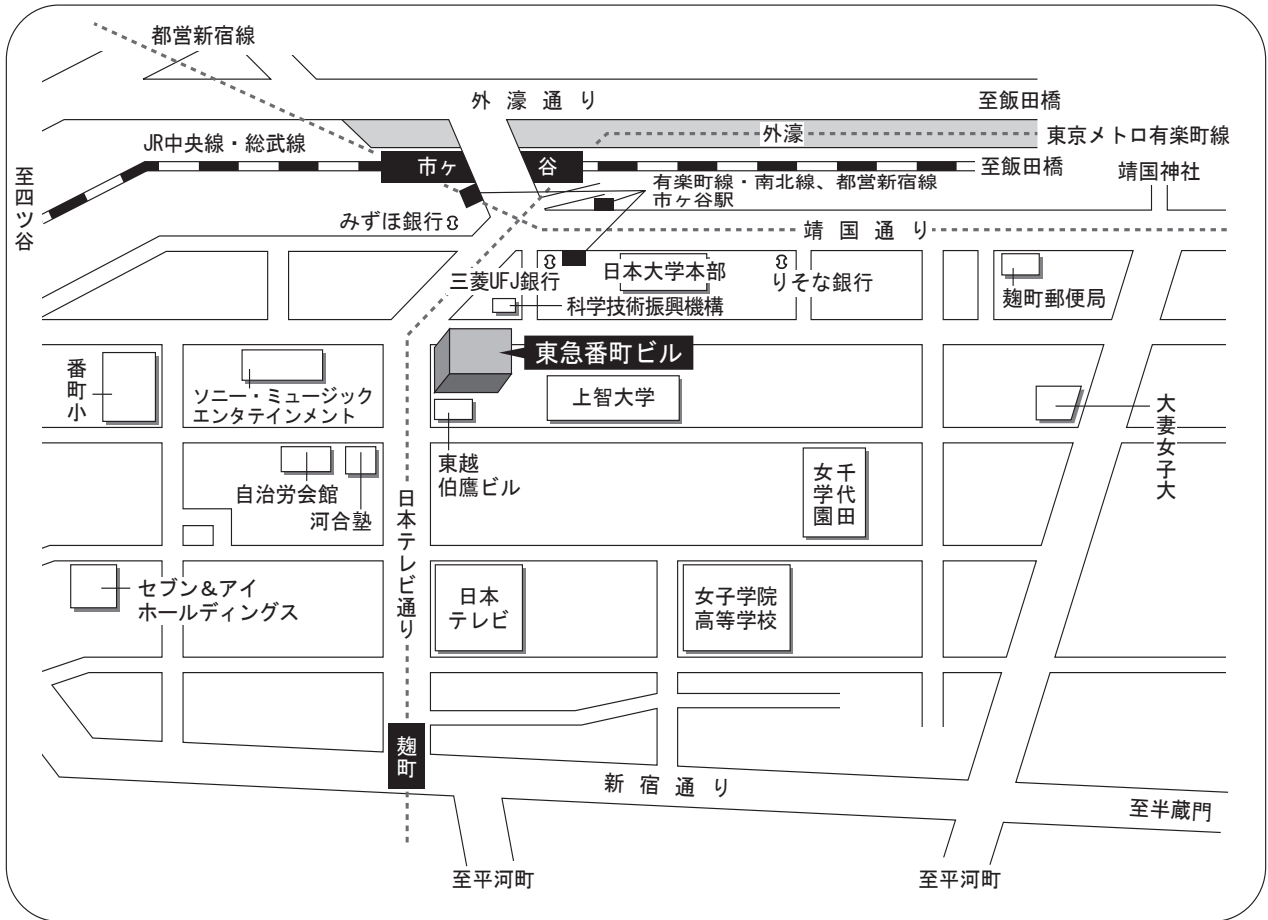 都営新宿線
外濠通り
至飯田橋
外濠
東京メトロ有楽町線
JR中央線・総武線
市ヶ谷
至飯田橋
靖国神社
至四ツ谷
有楽町線・南北線、都営新宿線
市ヶ谷駅
みずほ銀行
靖国通り
三菱UFJ銀行
日本大学本部
りそな銀行
麹町郵便局
科学技術振興機構
東急番町ビル
番町小
ソニー・ミュージック
エンタテインメント
上智大学
大妻女子大
東越
伯鷹ビル
自治労会館
河合塾
千代田
女学園
日本テレビ通り
セブン&アイ
ホールディングス
日本
テレビ
女子学院
高等学校
麹町
新宿通り
至半蔵門
至平河町
至平河町